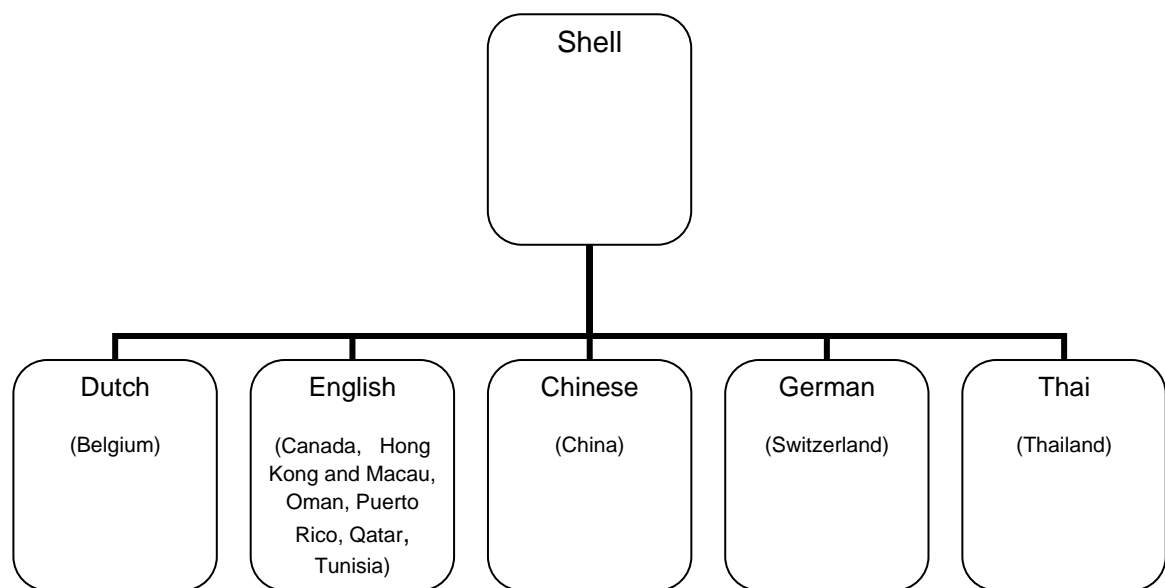 Shell
Dutch
(Belgium)
English
(Canada, Hong
Kong and Macau,
Oman, Puerto
Rico, Qatar,
Tunisia)
Chinese
(China)
German
(Switzerland)
Thai
(Thailand)